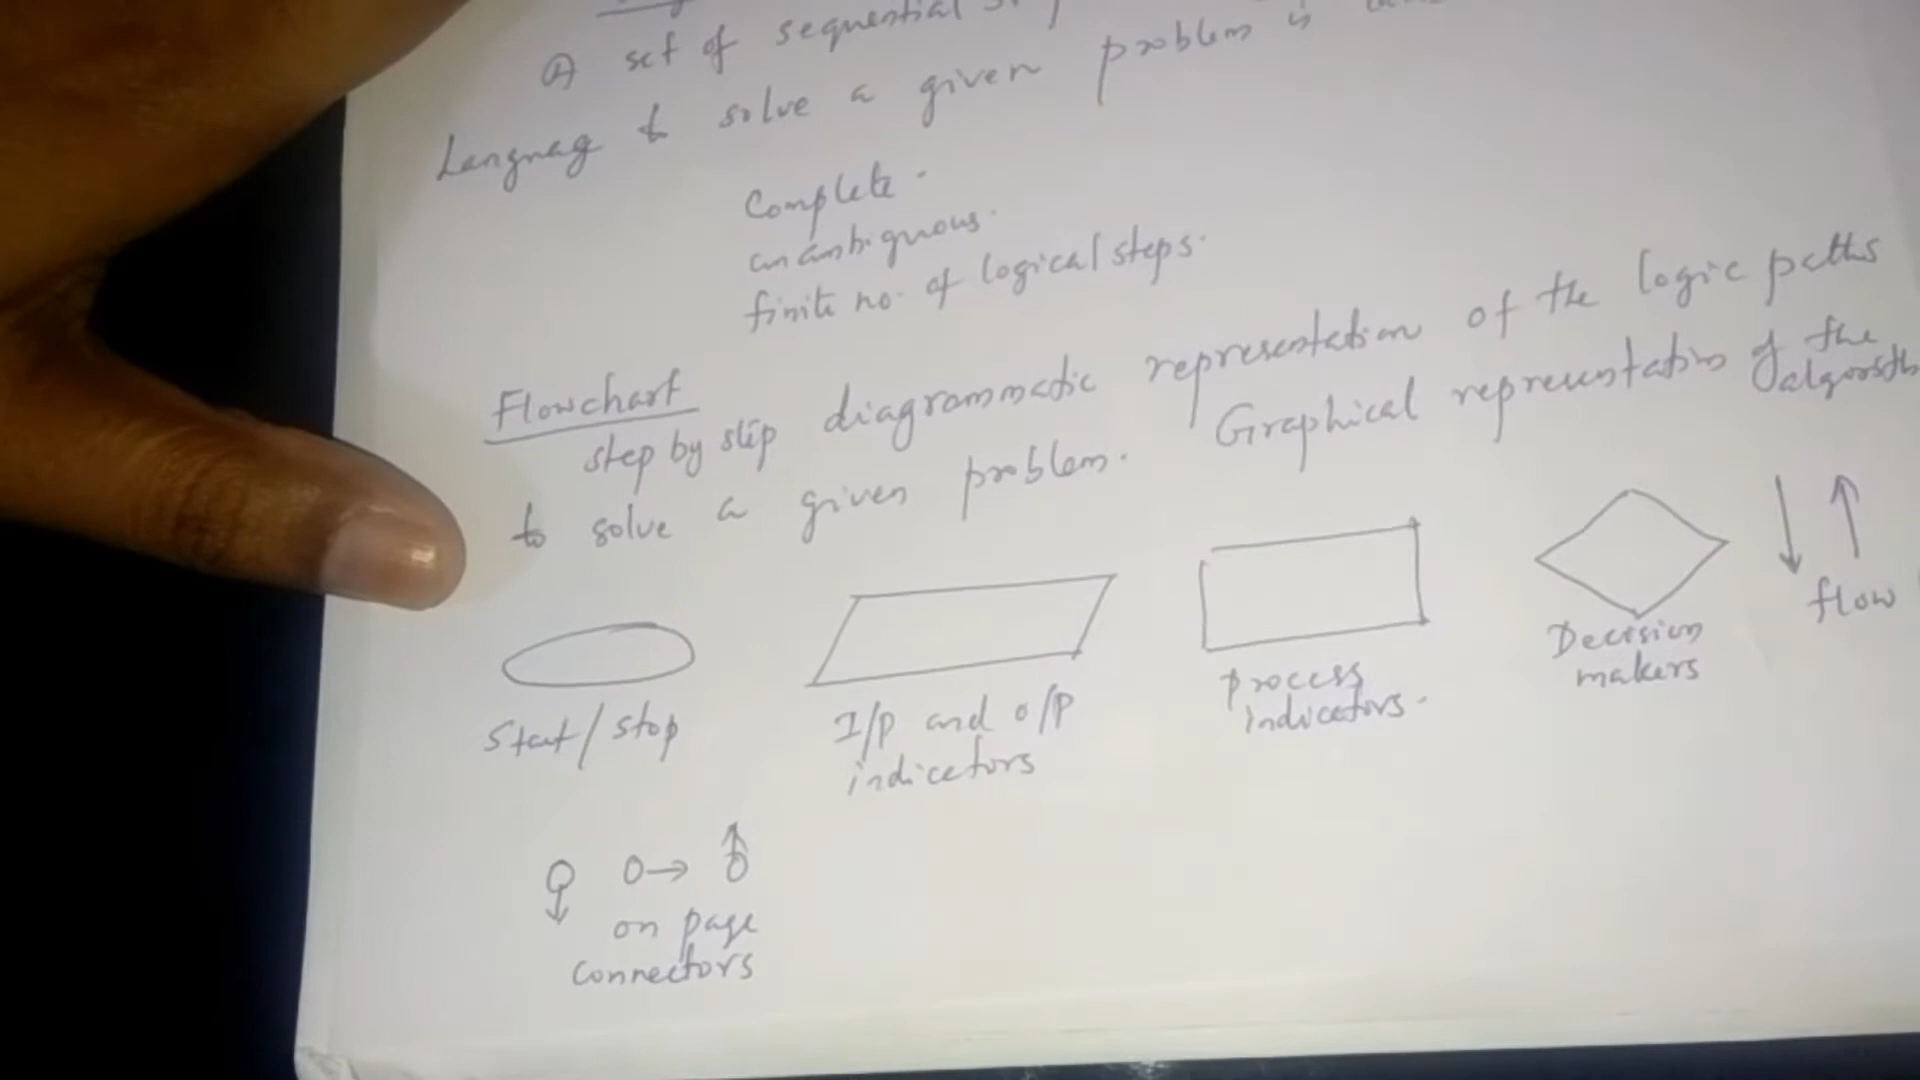 A set of sequential
Languag to solve a given problem is
Complete.
unambiguous.
finite no. of logical steps.
Flowchart
step by step diagrammatic representation of the logic paths
to solve a given problem. Graphical representation of the
algorith
Start/stop
I/P and O/P
indicators
Process
indicators.
Decision
makers
flow
on page
connectors